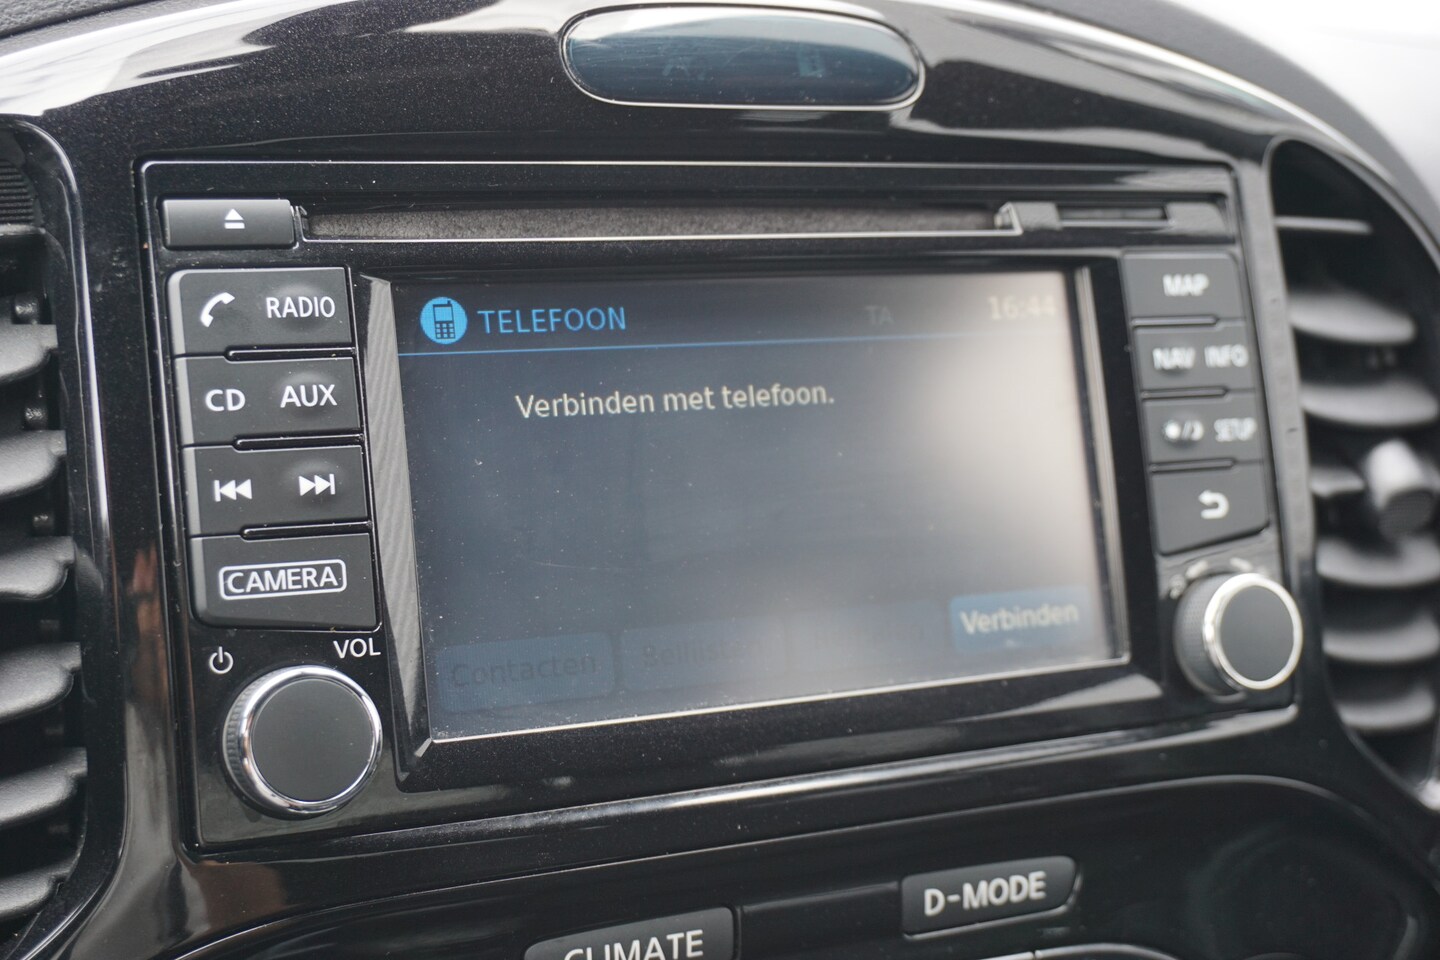 RADIO
CD AUX
CAMERA
VOL
TELEFOON
TA
16:44
Verbinden met telefoon.
Contacten
Verbinden
MAP
NAV INFO
SETUP
D-MODE
CLIMATE